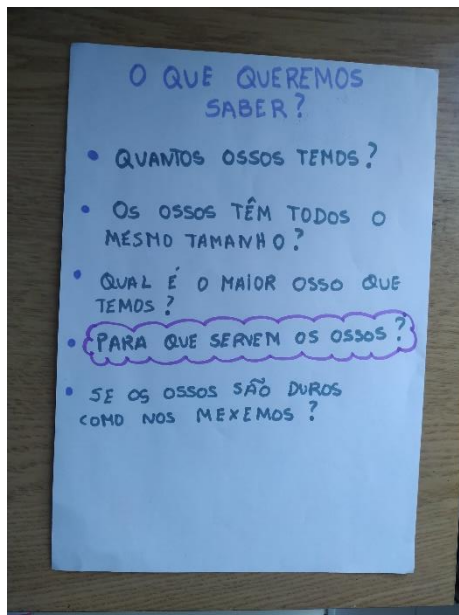 O QUE QUEREMOS
SABER?
• QUANTOS OSSOS TEMOS?
• OS OSSOS TÊM TODOS O
MESMO TAMANHO?
• QUAL É O MAIOR OSSO QUE
TEMOS?
• PARA QUE SERVEM OS OSSOS?
• SE OS OSSOS SÃO DUROS
COMO NOS MEXEMOS?